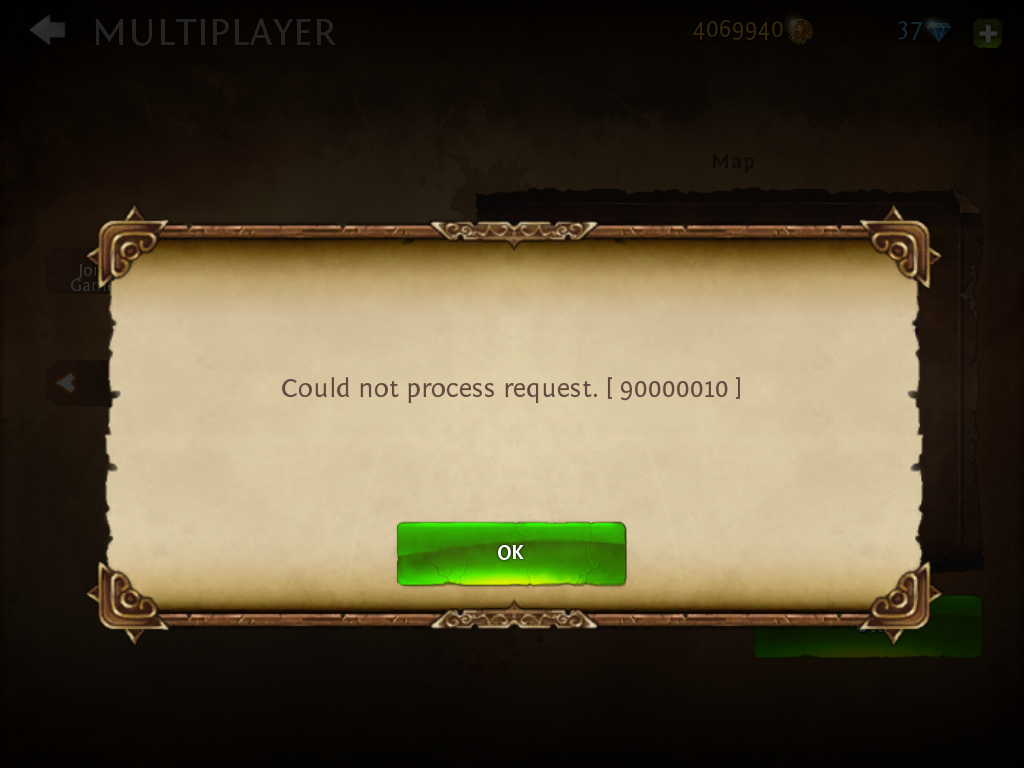 MULTIPLAYER
4069940
37
Map
Could not process request. [ 90000010 ]
OK